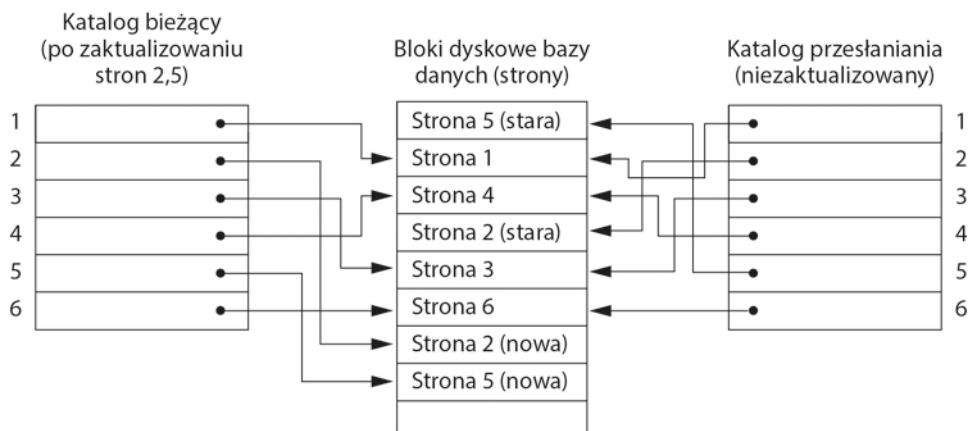 Katalog bieżący
(po zaktualizowaniu
stron 2,5)
1
2
3
4
5
6
Bloki dyskowe bazy
danych (strony)
Strona 5 (stara)
Strona 1
Strona 4
Strona 2 (stara)
Strona 3
Strona 6
Strona 2 (nowa)
Strona 5 (nowa)
Katalog przesłaniania
(niezaktualizowany)
1
2
3
4
5
6